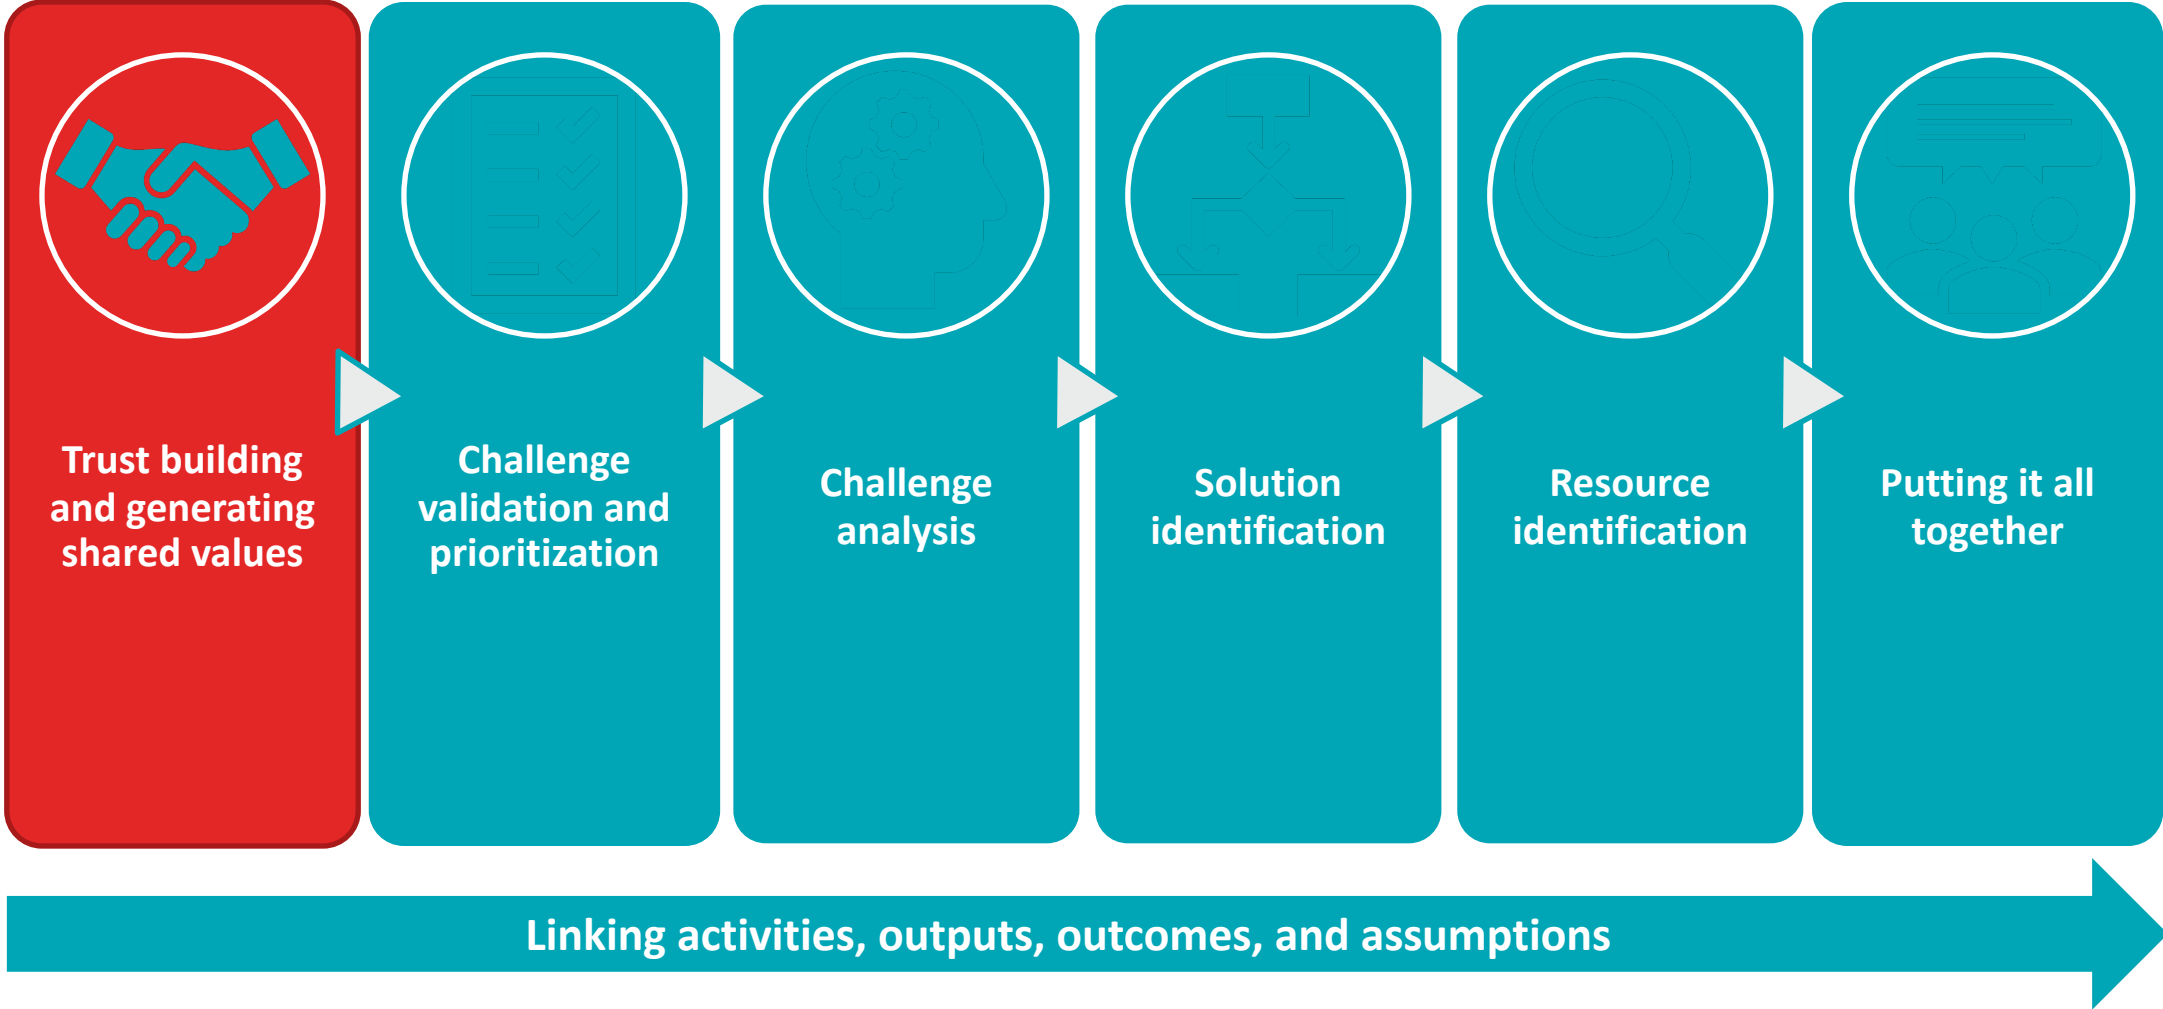 Trust building
and generating
shared values
Challenge
validation and
prioritization
Challenge
analysis
Solution
identification
Resource
identification
Putting it all
together
Linking activities, outputs, outcomes, and assumptions